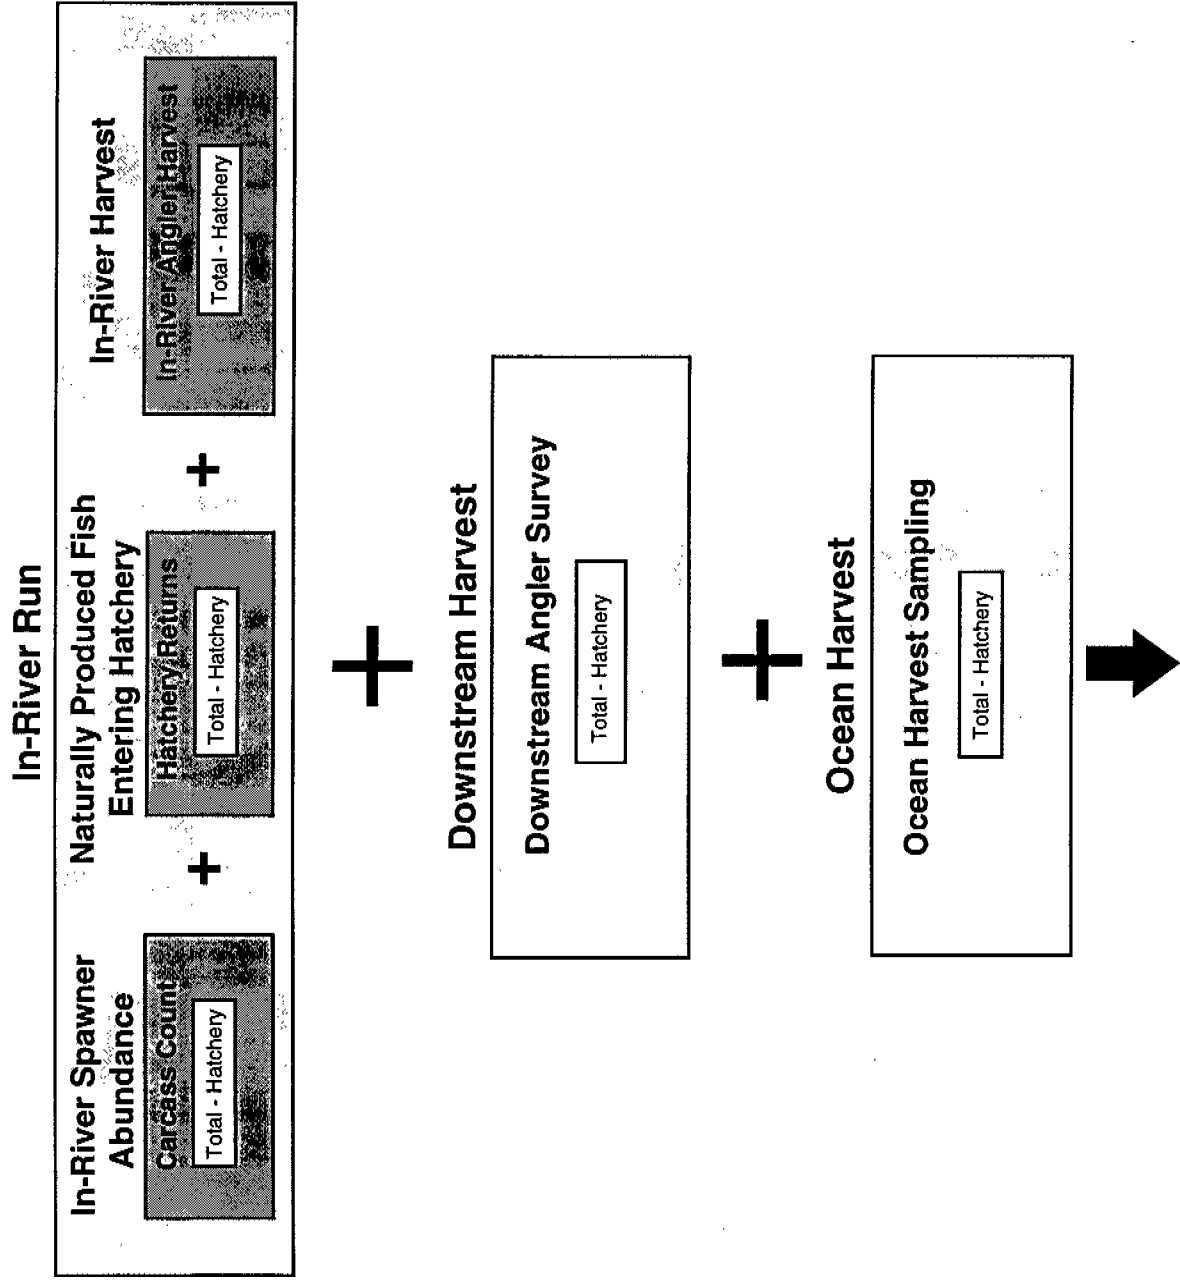 In-River Run
In-River Spawner
Abundance
Carcass Count
Total - Hatchery
+
Naturally Produced Fish
Entering Hatchery
Hatchery Returns
Total - Hatchery
+
In-River Harvest
In-River Angler Harvest
Total - Hatchery
+
Downstream Harvest
Downstream Angler Survey
Total - Hatchery
+
Ocean Harvest
Ocean Harvest Sampling
Total - Hatchery